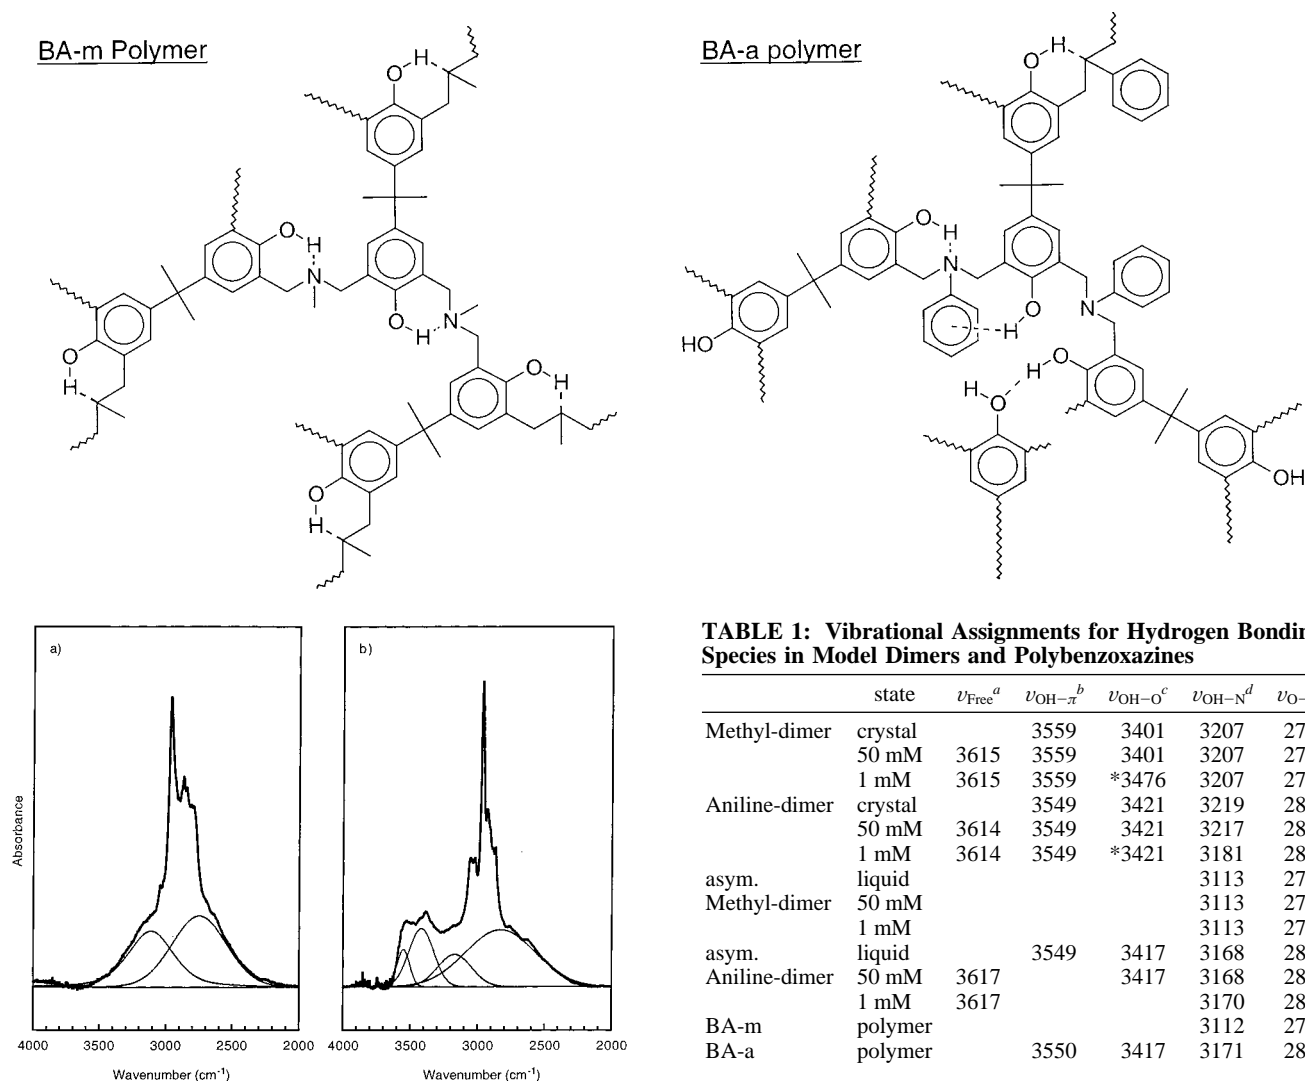 BA-m Polymer
BA-a polymer
H
O
H
O
O
H
N
O
H
N
O
H
O
H
O
H
H
O
O
H
N
N
O
H
HO
H
O
H
O
OH
a)
b)
Absorbance
4000 3500 3000 2500 2000
4000 3500 3000 2500 2000
Wavenumber (cm⁻¹)
Wavenumber (cm⁻¹)
TABLE 1: Vibrational Assignments for Hydrogen Bondin
Species in Model Dimers and Polybenzoxazines
state νFreeᵃ νOH−πᵇ νOH−Oᶜ νOH−Nᵈ νO−
Methyl-dimer crystal 3559 3401 3207 27
50 mM 3615 3559 3401 3207 27
1 mM 3615 3559 *3476 3207 27
Aniline-dimer crystal 3549 3421 3219 28
50 mM 3614 3549 3421 3217 28
1 mM 3614 3549 *3421 3181 28
asym. liquid 3113 27
Methyl-dimer 50 mM 3113 27
1 mM 3113 27
asym. liquid 3549 3417 3168 28
Aniline-dimer 50 mM 3617 3417 3168 28
1 mM 3617 3170 28
BA-m polymer 3112 27
BA-a polymer 3550 3417 3171 28